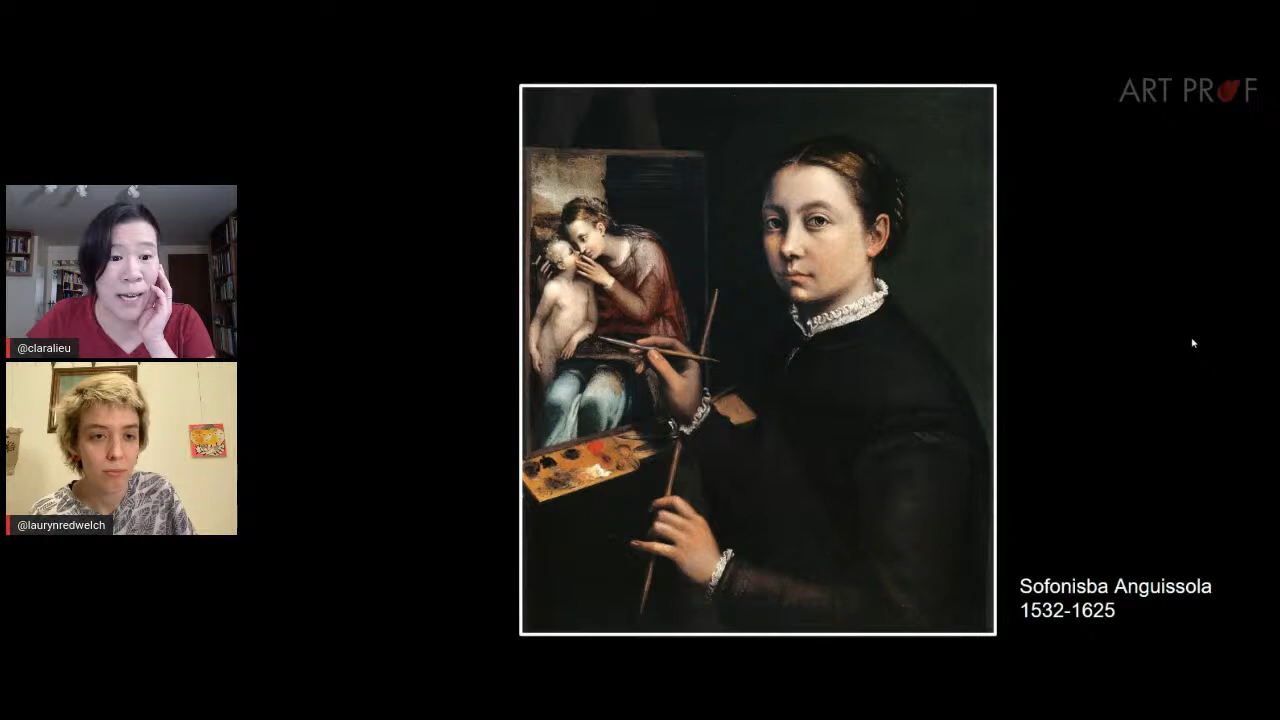 ART PROF
@claralieu
@laurynredwelch
Sofonisba Anguissola
1532-1625